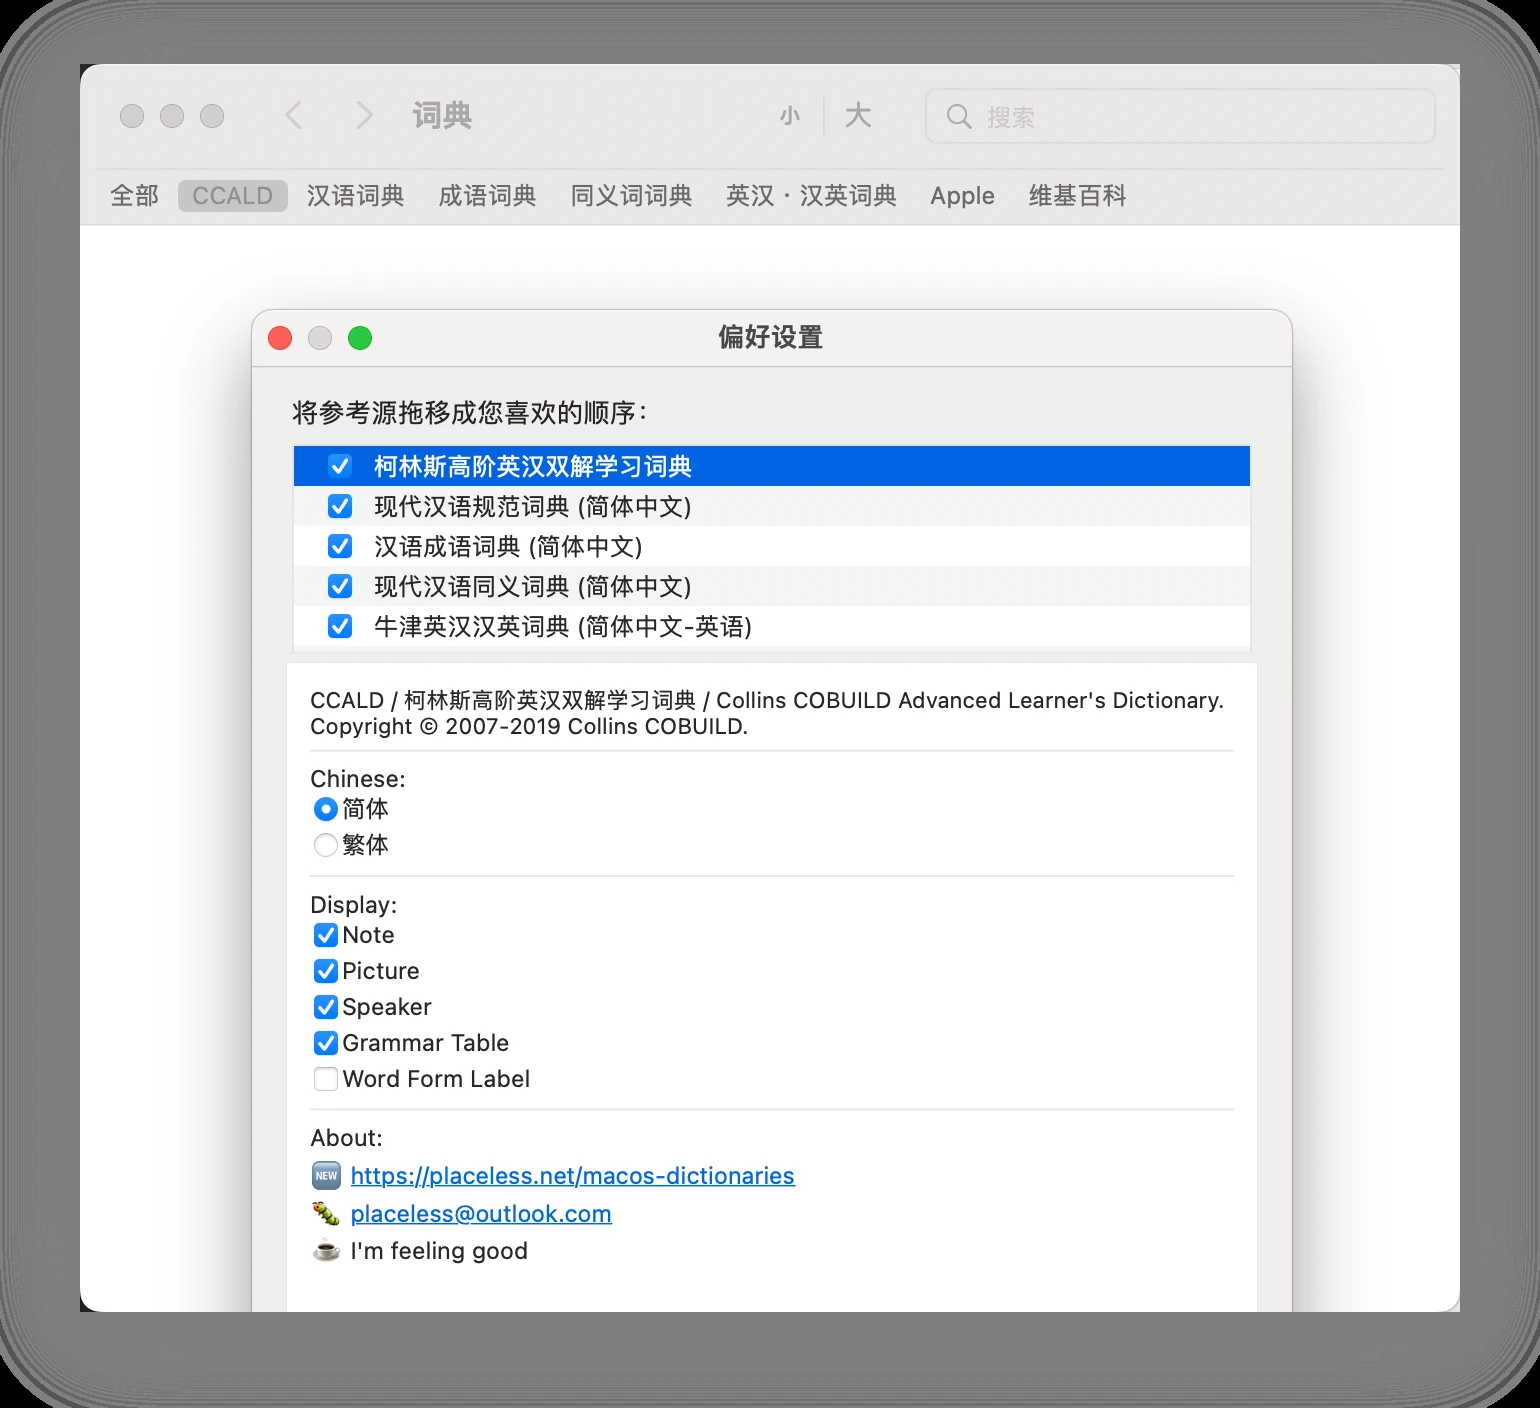 词典 小 大 搜索
全部 CCALD 汉语词典 成语词典 同义词词典 英汉 · 汉英词典 Apple 维基百科
偏好设置
将参考源拖移成您喜欢的顺序：
柯林斯高阶英汉双解学习词典
现代汉语规范词典 (简体中文)
汉语成语词典 (简体中文)
现代汉语同义词典 (简体中文)
牛津英汉汉英词典 (简体中文-英语)
CCALD / 柯林斯高阶英汉双解学习词典 / Collins COBUILD Advanced Learner's Dictionary.
Copyright © 2007-2019 Collins COBUILD.
Chinese:
简体
繁体
Display:
Note
Picture
Speaker
Grammar Table
Word Form Label
About:
NEW https://placeless.net/macos-dictionaries
placeless@outlook.com
I'm feeling good